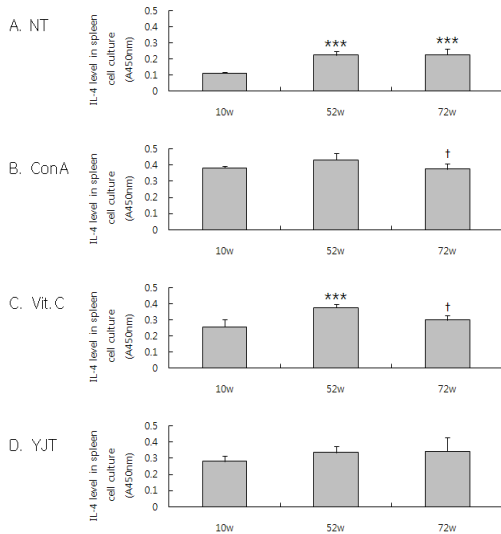 A. NT
IL-4 level in spleen
cell culture
(A450nm)
0.5
0.4
0.3
0.2
0.1
0
***
***
10w
52w
72w
B. ConA
IL-4 level in spleen
cell culture
(A450nm)
0.5
0.4
0.3
0.2
0.1
0
†
10w
52w
72w
C. Vit.C
IL-4 level in spleen
cell culture
(A450nm)
0.5
0.4
0.3
0.2
0.1
0
***
†
10w
52w
72w
D. YJT
IL-4 level in spleen
cell culture
(A450nm)
0.5
0.4
0.3
0.2
0.1
0
10w
52w
72w